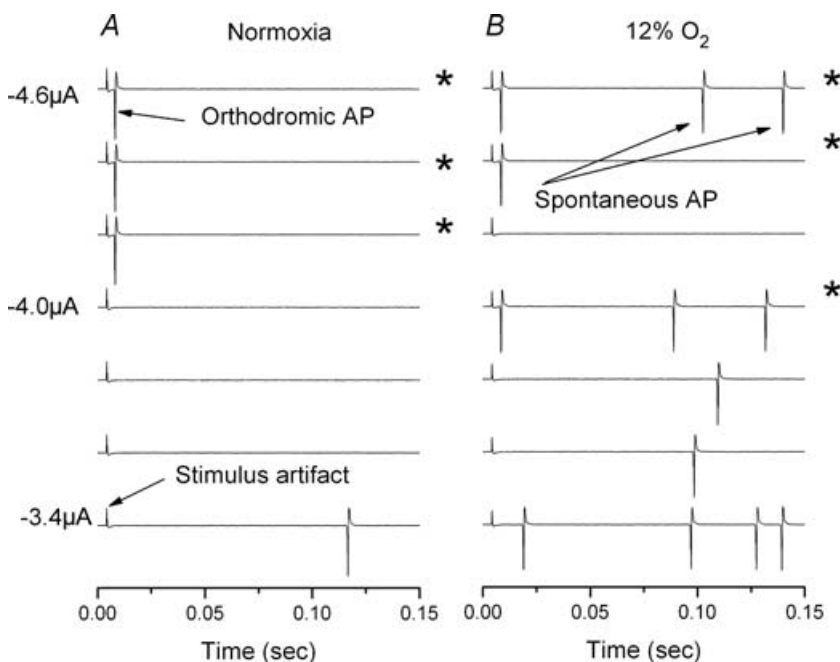 A
Normoxia
B
12% O₂
-4.6µA
*
*
Orthodromic AP
*
*
Spontaneous AP
*
-4.0µA
*
Stimulus artifact
-3.4µA
0.00 0.05 0.10 0.15
0.00 0.05 0.10 0.15
Time (sec)
Time (sec)